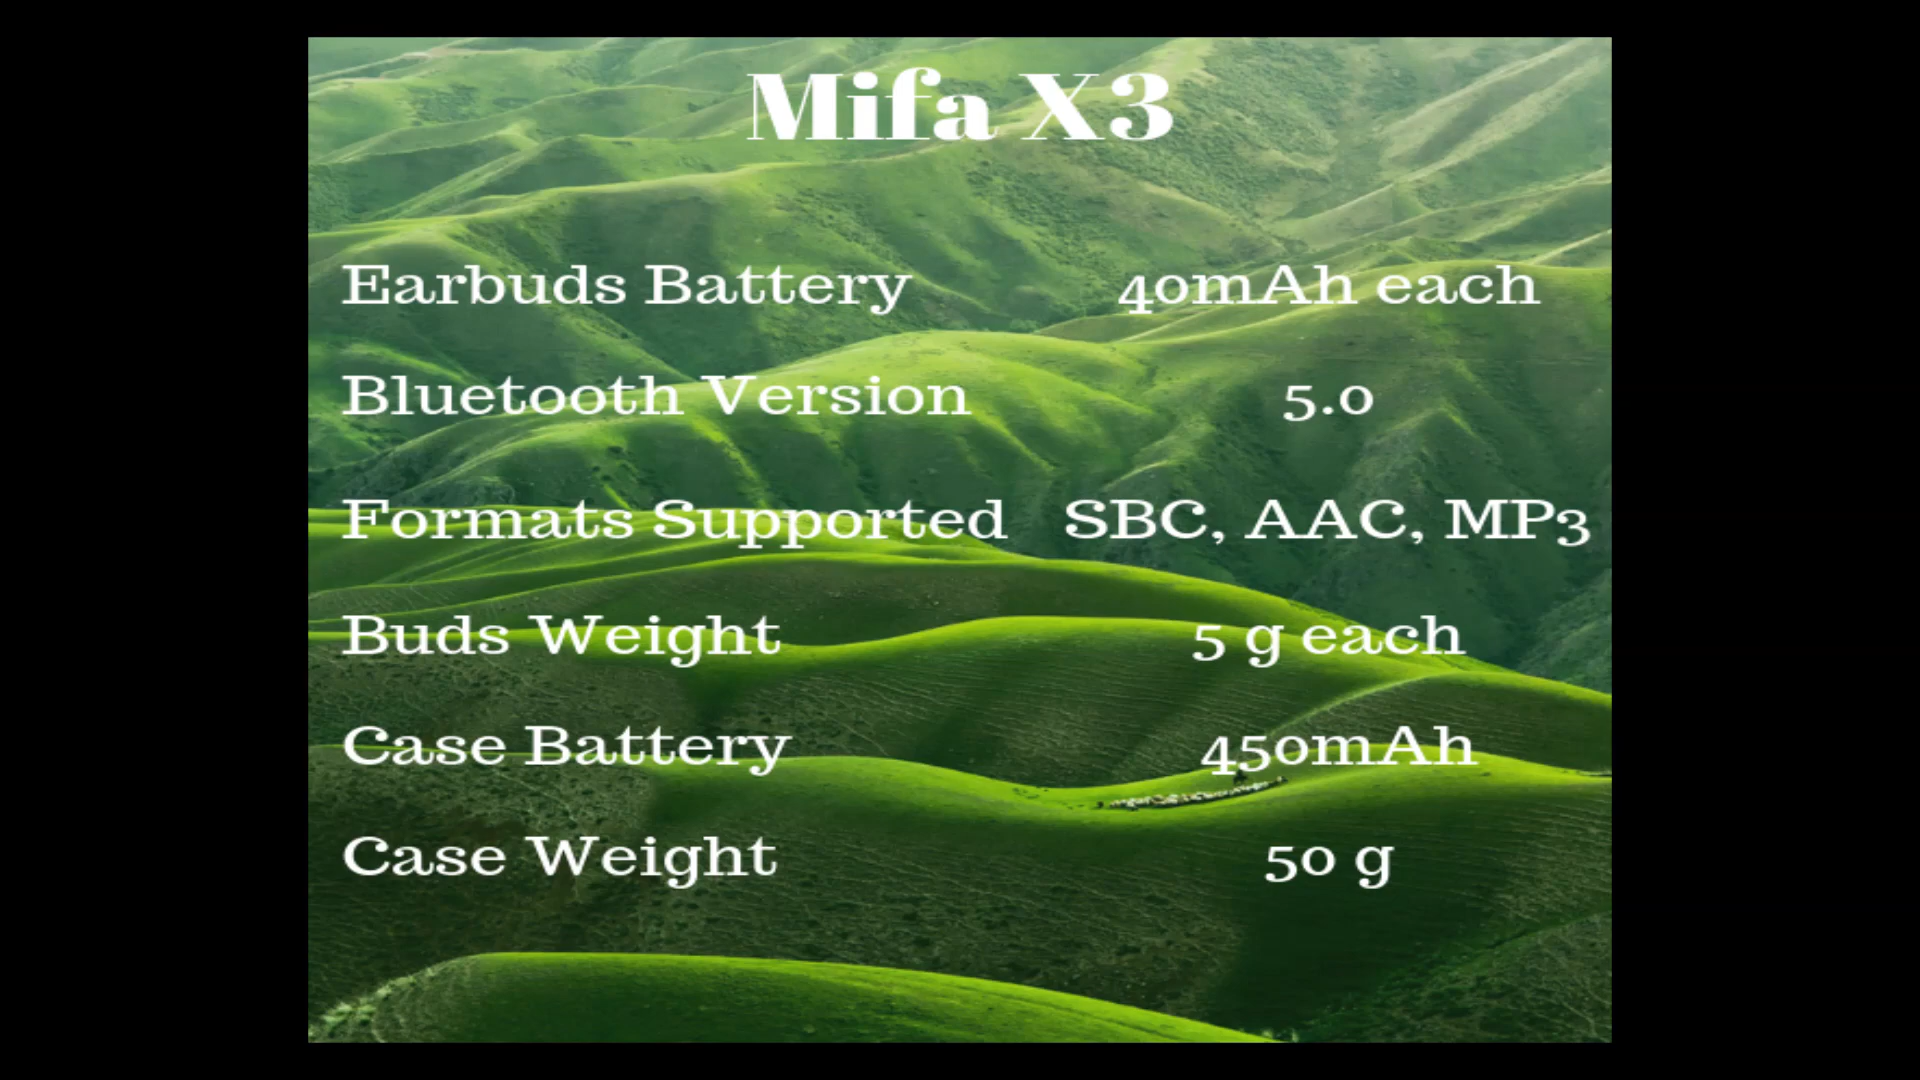 Mifa X3
Earbuds Battery 40mAh each
Bluetooth Version 5.0
Formats Supported SBC, AAC, MP3
Buds Weight 5 g each
Case Battery 450mAh
Case Weight 50 g